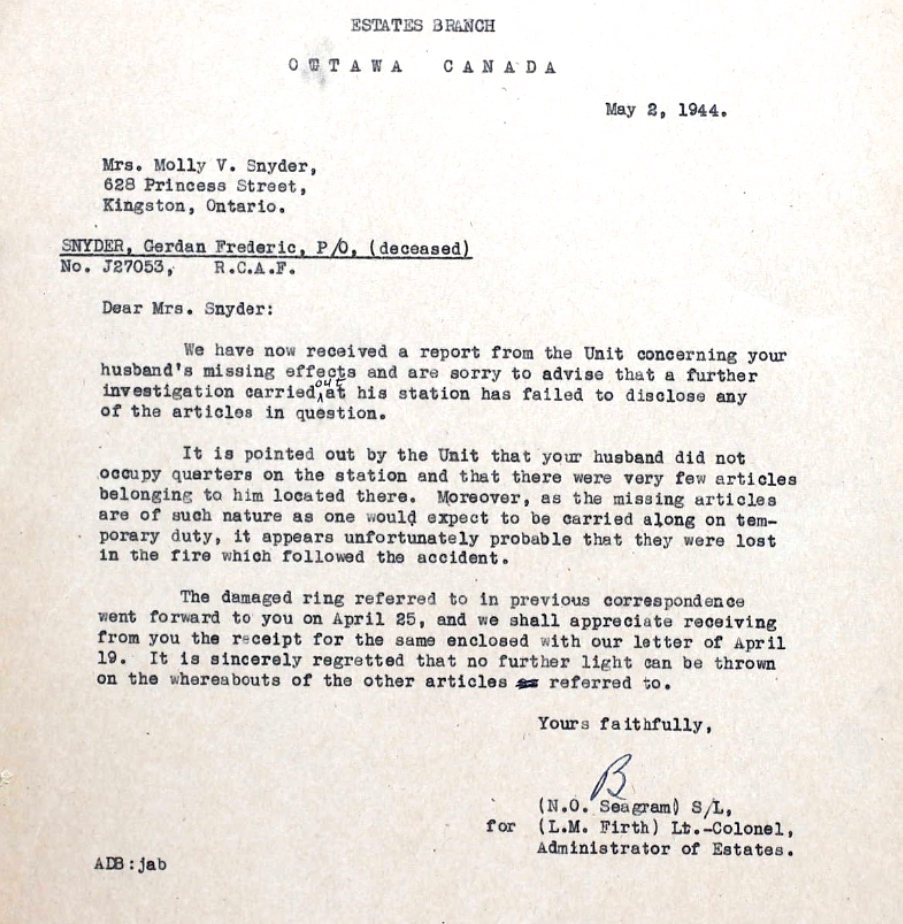 ESTATES BRANCH
OTTAWA CANADA
May 2, 1944.
Mrs. Molly V. Snyder,
628 Princess Street,
Kingston, Ontario.
SNYDER, Gerdan Frederic, P/O, (deceased)
No. J27053, R.C.A.F.
Dear Mrs. Snyder:
We have now received a report from the Unit concerning your
husband's missing effects and are sorry to advise that a further
investigation carried out at his station has failed to disclose any
of the articles in question.
It is pointed out by the Unit that your husband did not
occupy quarters on the station and that there were very few articles
belonging to him located there. Moreover, as the missing articles
are of such nature as one would expect to be carried along on tem-
porary duty, it appears unfortunately probable that they were lost
in the fire which followed the accident.
The damaged ring referred to in previous correspondence
went forward to you on April 25, and we shall appreciate receiving
from you the receipt for the same enclosed with our letter of April
19. It is sincerely regretted that no further light can be thrown
on the whereabouts of the other articles referred to.
Yours faithfully,
B
(N.O. Seagram) S/L,
for (L.M. Firth) Lt.-Colonel,
Administrator of Estates.
ADB:jab